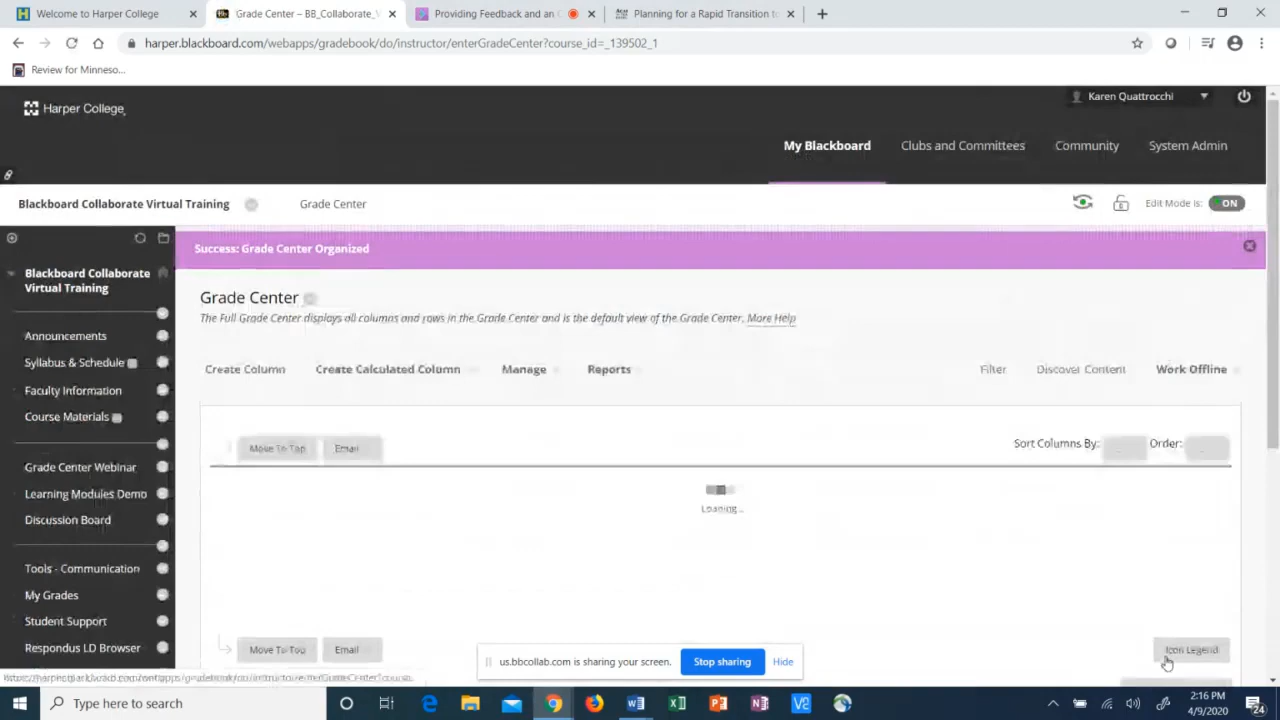 Welcome to Harper College
Grade Center – BB_Collaborate_V
Providing Feedback and an
Planning for a Rapid Transition to
harper.blackboard.com/webapps/gradebook/do/instructor/enterGradeCenter?course_id=_139502_1
Review for Minneso...
Harper College
Karen Quattrocchi
My Blackboard
Clubs and Committees
Community
System Admin
Blackboard Collaborate Virtual Training
Grade Center
Edit Mode is: ON
Success: Grade Center Organized
Blackboard Collaborate
Virtual Training
Grade Center
The Full Grade Center displays all columns and rows in the Grade Center and is the default view of the Grade Center. More Help
Announcements
Syllabus & Schedule
Create Column
Create Calculated Column
Manage
Reports
Filter
Discover Content
Work Offline
Faculty Information
Course Materials
Move To Top
Email
Sort Columns By:
Order:
Grade Center Webinar
Learning Modules Demo
Loading...
Discussion Board
Tools - Communication
My Grades
Student Support
Respondus LD Browser
Move To Top
Email
Icon Legend
us.bbcollab.com is sharing your screen.
Stop sharing
Hide
Type here to search
2:16 PM
4/9/2020
24